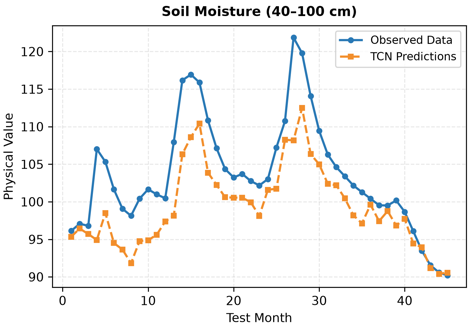 Soil Moisture (40–100 cm)
Observed Data
TCN Predictions
Physical Value
120
115
110
105
100
95
90
0 10 20 30 40
Test Month